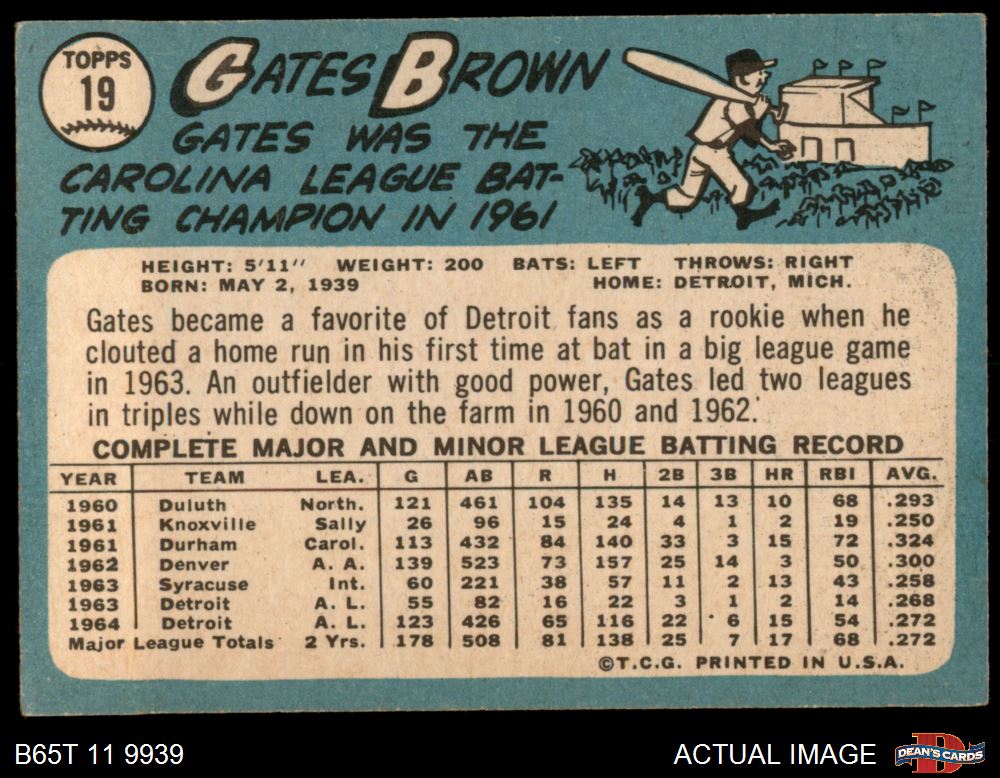 TOPPS
19
GATES BROWN
GATES WAS THE
CAROLINA LEAGUE BAT-
TING CHAMPION IN 1961
HEIGHT: 5'11" WEIGHT: 200 BATS: LEFT THROWS: RIGHT
BORN: MAY 2, 1939 HOME: DETROIT, MICH.
Gates became a favorite of Detroit fans as a rookie when he
clouted a home run in his first time at bat in a big league game
in 1963. An outfielder with good power, Gates led two leagues
in triples while down on the farm in 1960 and 1962.
COMPLETE MAJOR AND MINOR LEAGUE BATTING RECORD
YEAR TEAM LEA. G AB R H 2B 3B HR RBI AVG.
1960 Duluth North. 121 461 104 135 14 13 10 68 .293
1961 Knoxville Sally 26 96 15 24 4 1 2 19 .250
1961 Durham Carol. 113 432 84 140 33 3 15 72 .324
1962 Denver A. A. 139 523 73 157 25 14 3 50 .300
1963 Syracuse Int. 60 221 38 57 11 2 13 43 .258
1963 Detroit A. L. 55 82 16 22 3 1 2 14 .268
1964 Detroit A. L. 123 426 65 116 22 6 15 54 .272
Major League Totals 2 Yrs. 178 508 81 138 25 7 17 68 .272
©T.C.G. PRINTED IN U.S.A.
B65T 11 9939 ACTUAL IMAGE DEAN'S CARDS